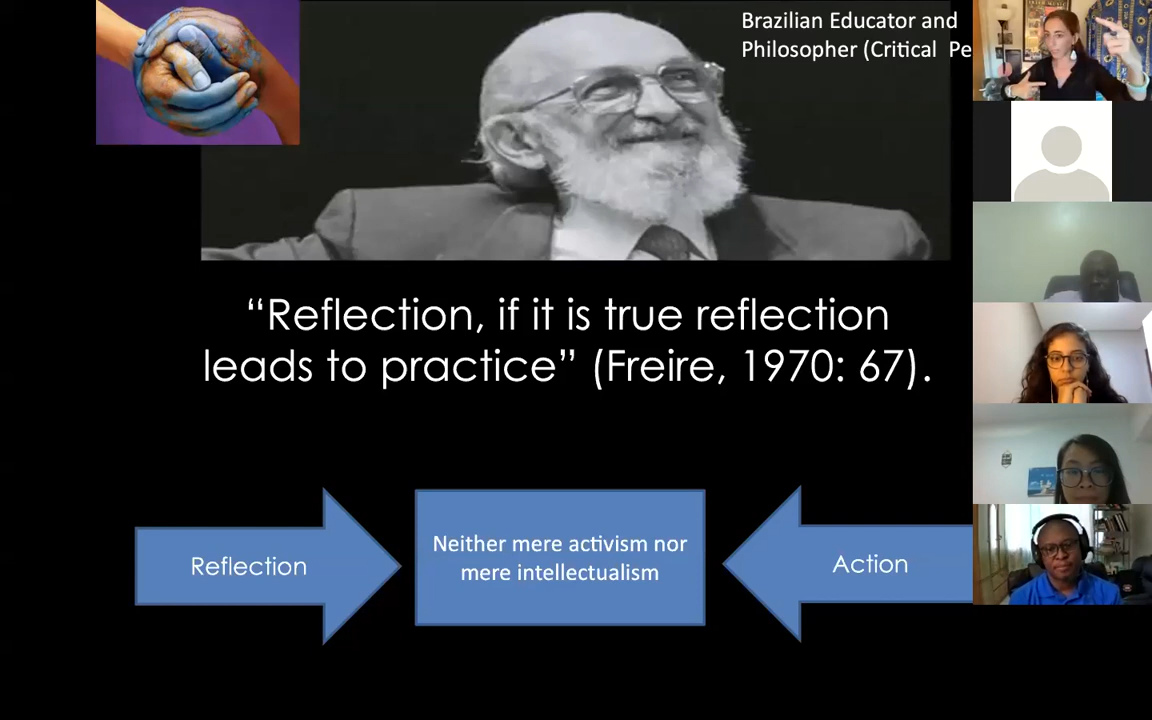 Brazilian Educator and
Philosopher (Critical Pe
“Reflection, if it is true reflection
leads to practice” (Freire, 1970: 67).
Reflection
Neither mere activism nor
mere intellectualism
Action